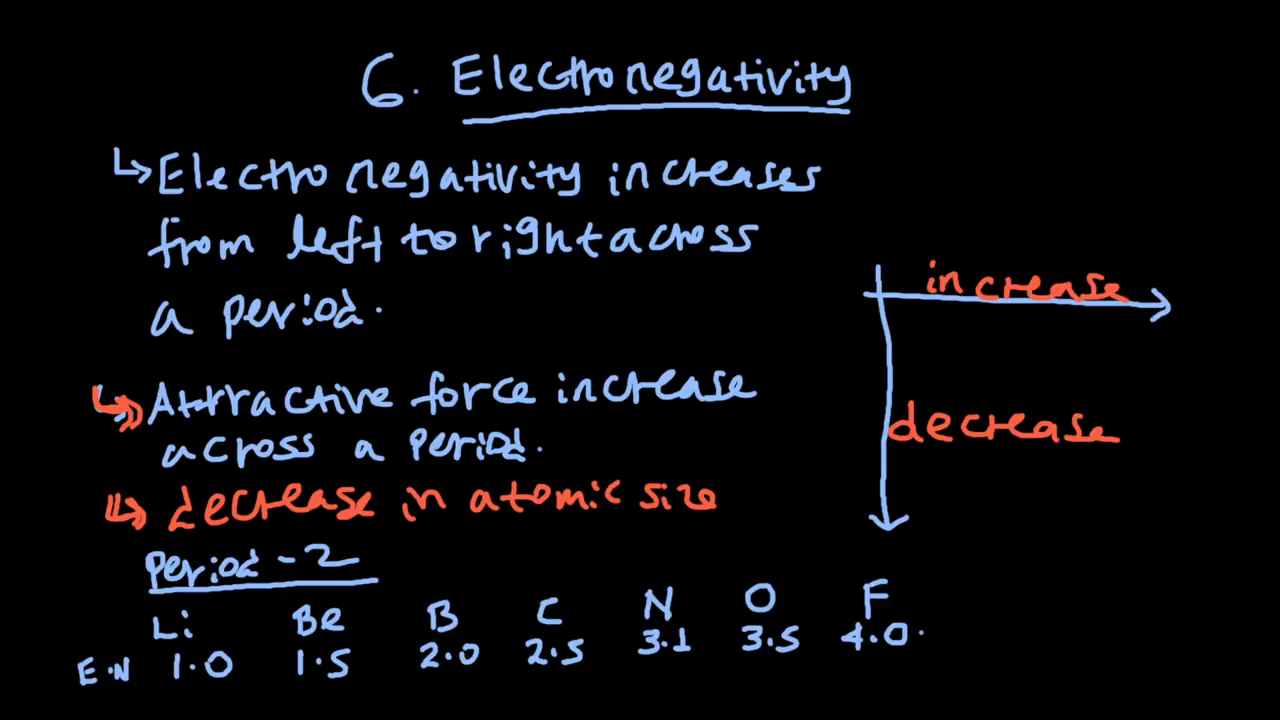 6. Electronegativity
↳ Electronegativity increases
from left to right across
a period.
increase
Attractive force increase
across a period.
decrease
decrease in atomic size
Period - 2
Li Be B C N O F
E.N 1.0 1.5 2.0 2.5 3.1 3.5 4.0.